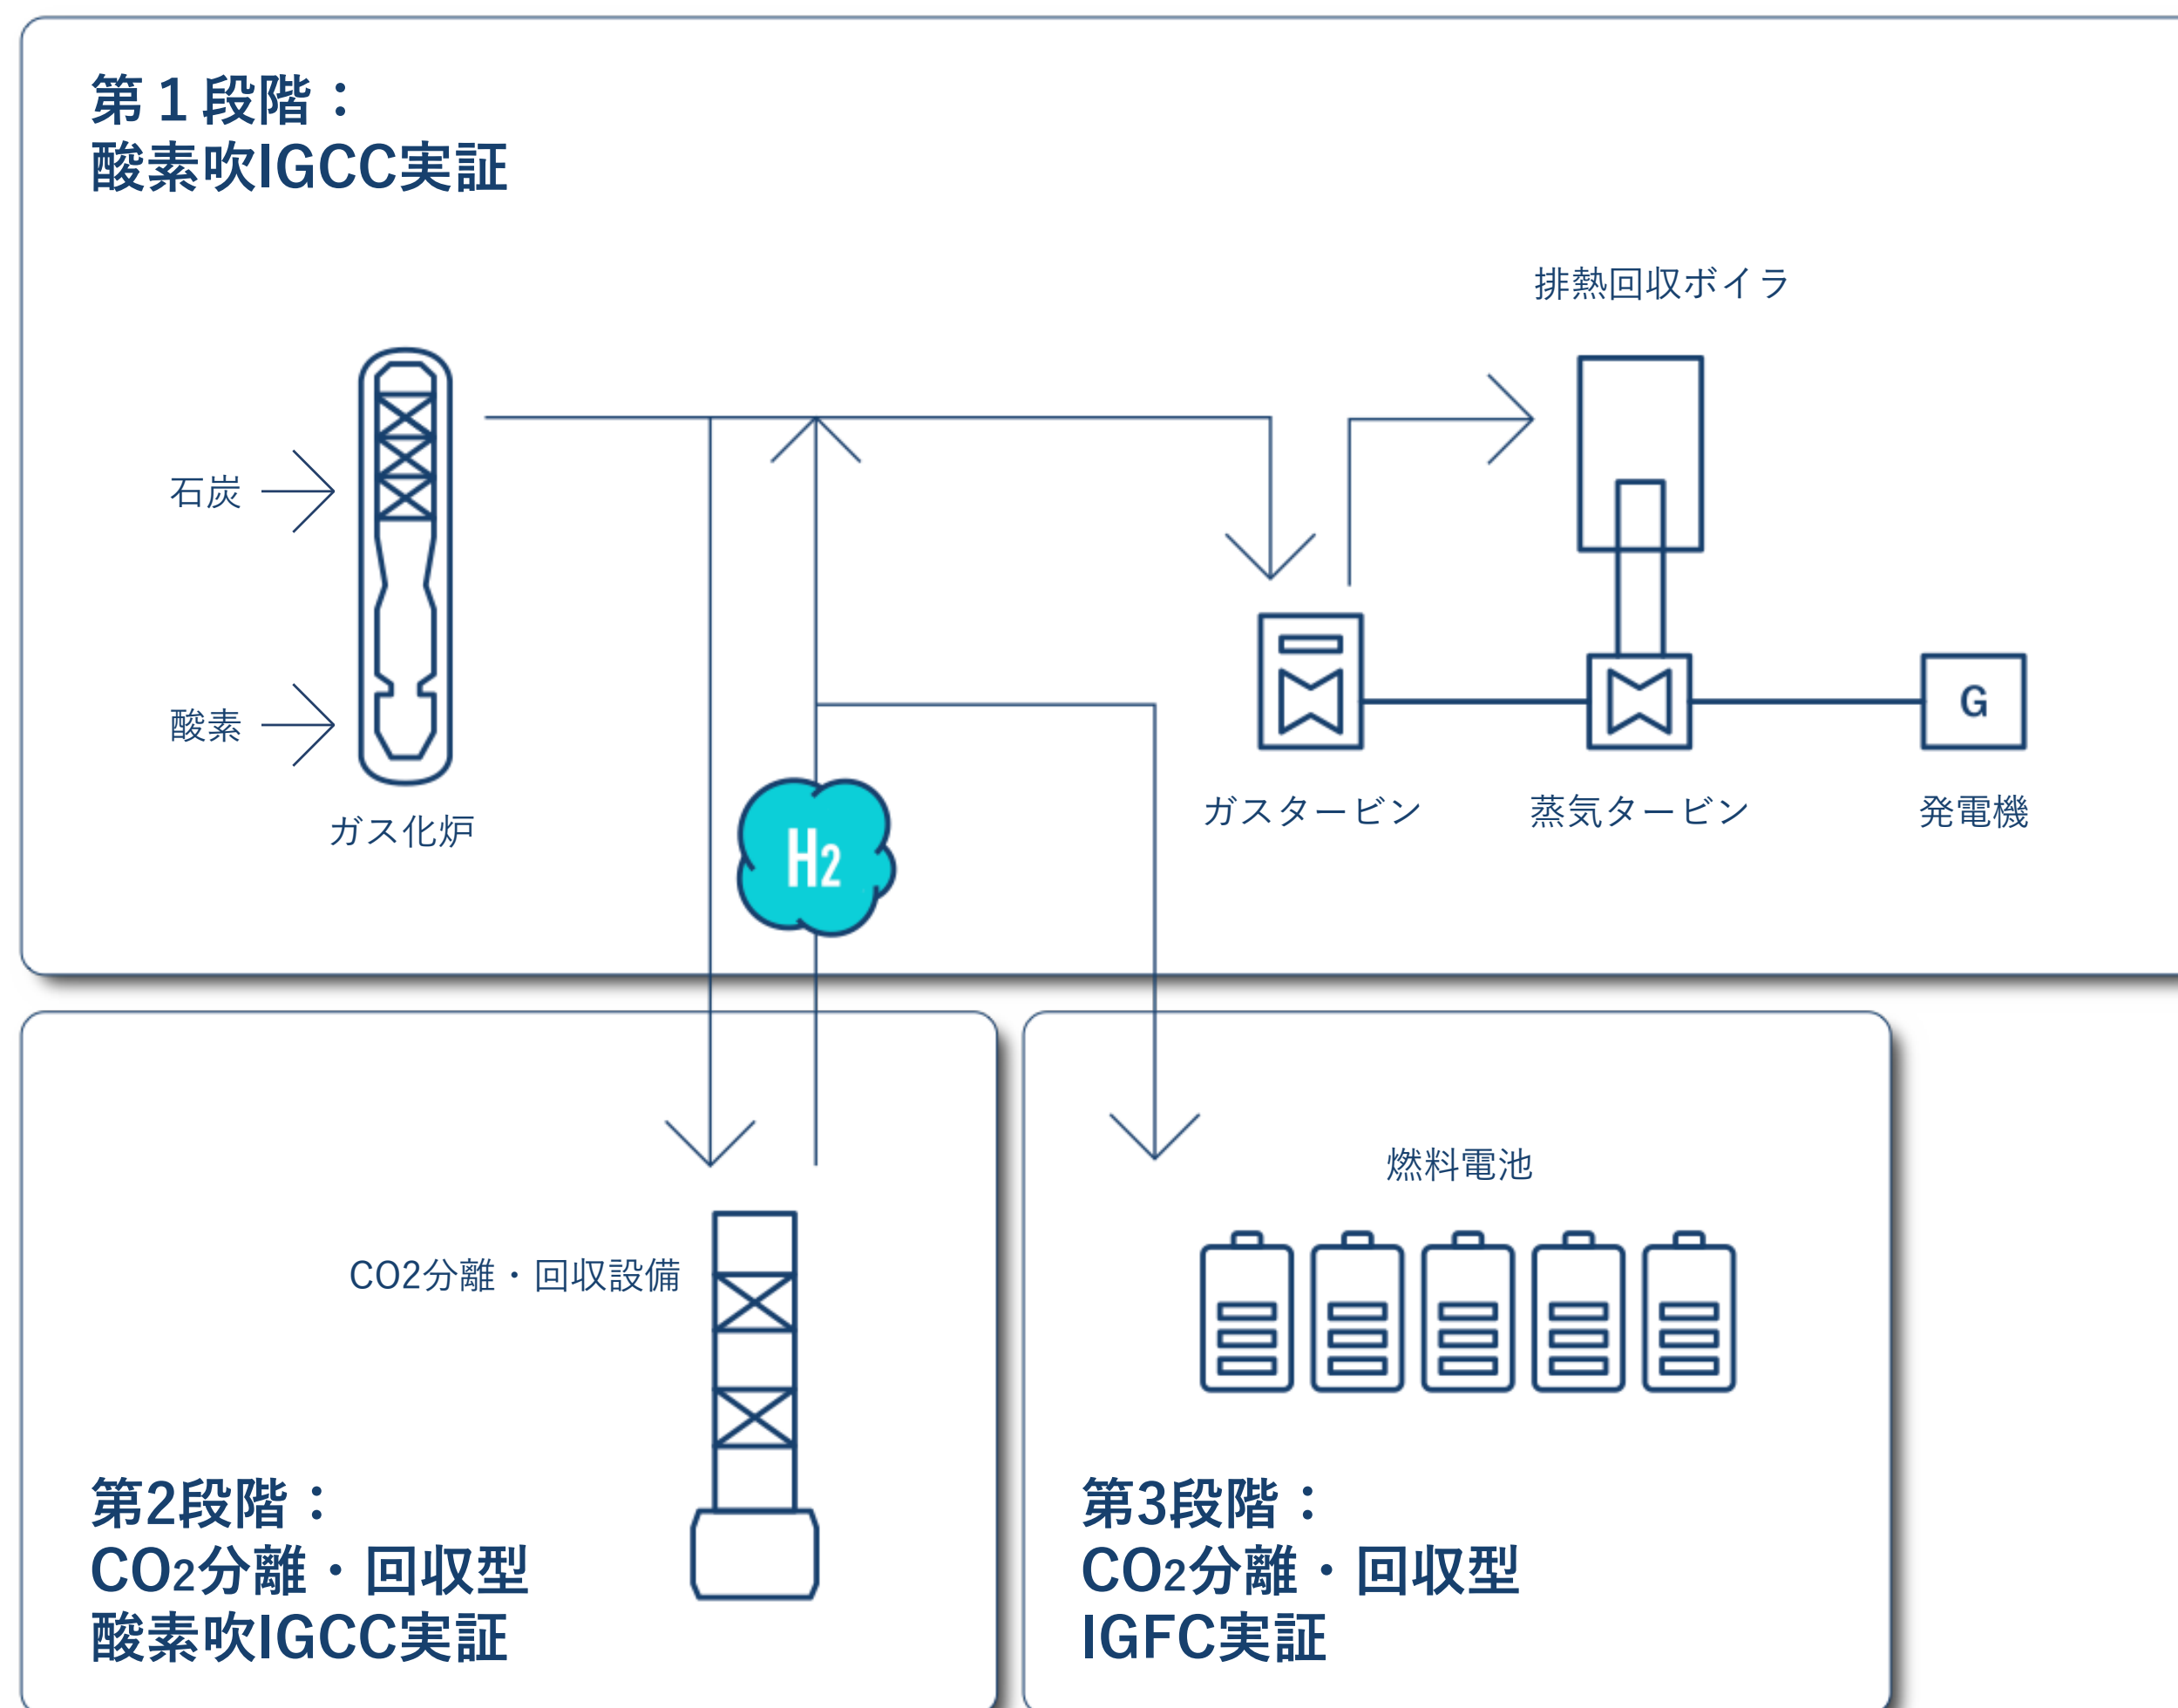 第１段階：
酸素吹IGCC実証
排熱回収ボイラ
石炭
酸素
ガス化炉
H2
ガスタービン
蒸気タービン
G
発電機
CO2分離・回収設備
第2段階：
CO2分離・回収型
酸素吹IGCC実証
燃料電池
第3段階：
CO2分離・回収型
IGFC実証